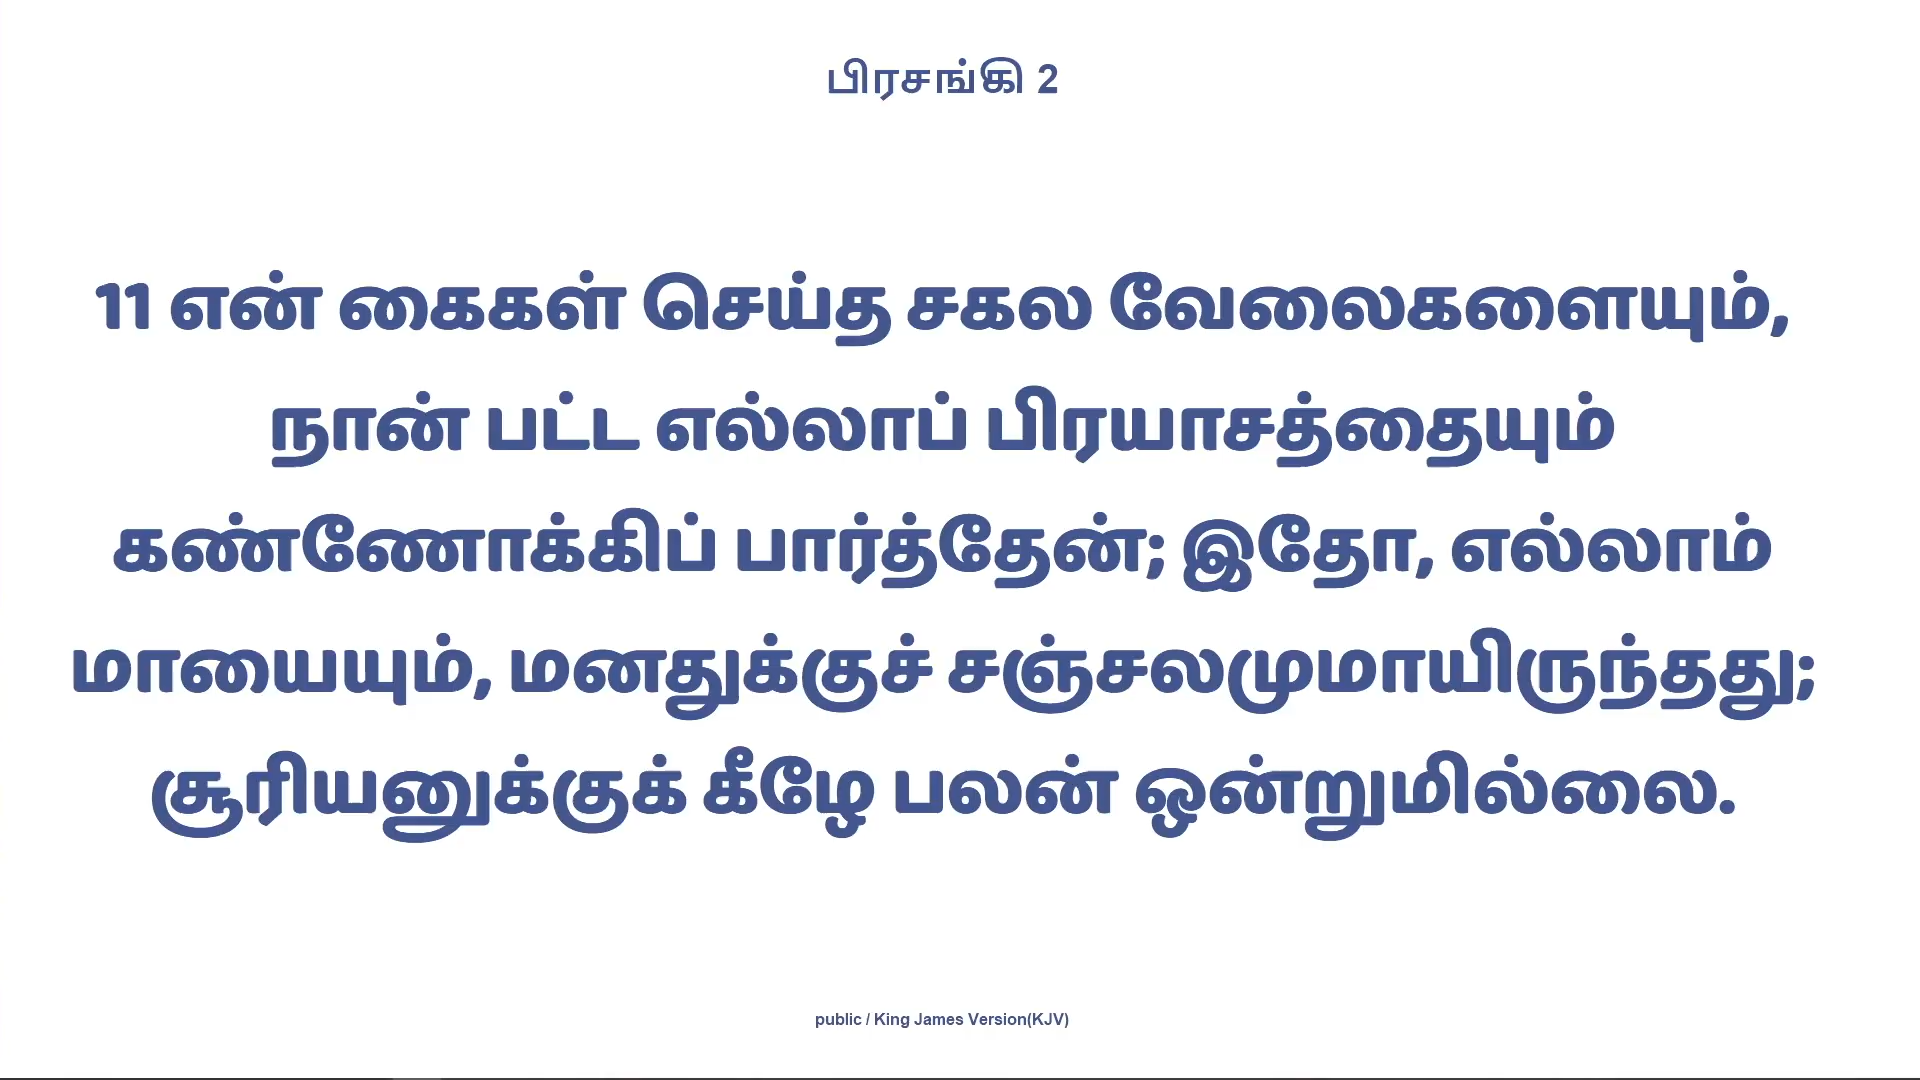 பிரசங்கி 2
11 என் கைகள் செய்த சகல வேலைகளையும்,
நான் பட்ட எல்லாப் பிரயாசத்தையும்
கண்ணோக்கிப் பார்த்தேன்; இதோ, எல்லாம்
மாயையும், மனதுக்குச் சஞ்சலமுமாயிருந்தது;
சூரியனுக்குக் கீழே பலன் ஒன்றுமில்லை.
public / King James Version(KJV)